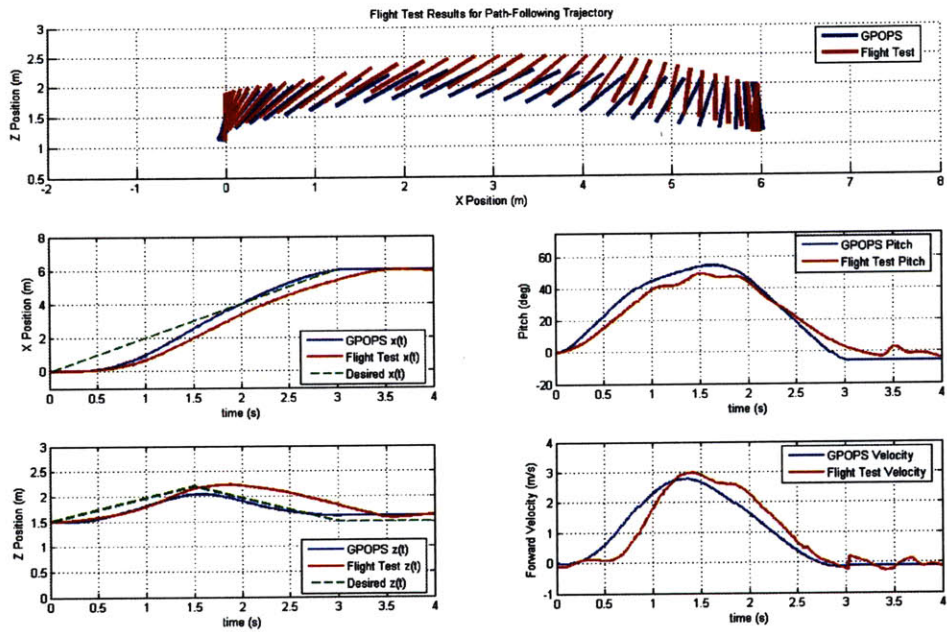 Flight Test Results for Path-Following Trajectory
3
2.5
2
1.5
1
0.5
Z Position (m)
GPOPS
Flight Test
-2 -1 0 1 2 3 4 5 6 7 8
X Position (m)
8
6
4
2
0
X Position (m)
GPOPS x(t)
Flight Test x(t)
Desired x(t)
0 0.5 1 1.5 2 2.5 3 3.5 4
time (s)
60
40
20
0
-20
Pitch (deg)
GPOPS Pitch
Flight Test Pitch
0 0.5 1 1.5 2 2.5 3 3.5 4
time (s)
3
2.5
2
1.5
1
0.5
0
Z Position (m)
GPOPS z(t)
Flight Test z(t)
Desired z(t)
0 0.5 1 1.5 2 2.5 3 3.5 4
time (s)
4
3
2
1
0
-1
Forward Velocity (m/s)
GPOPS Velocity
Flight Test Velocity
0 0.5 1 1.5 2 2.5 3 3.5 4
time (s)